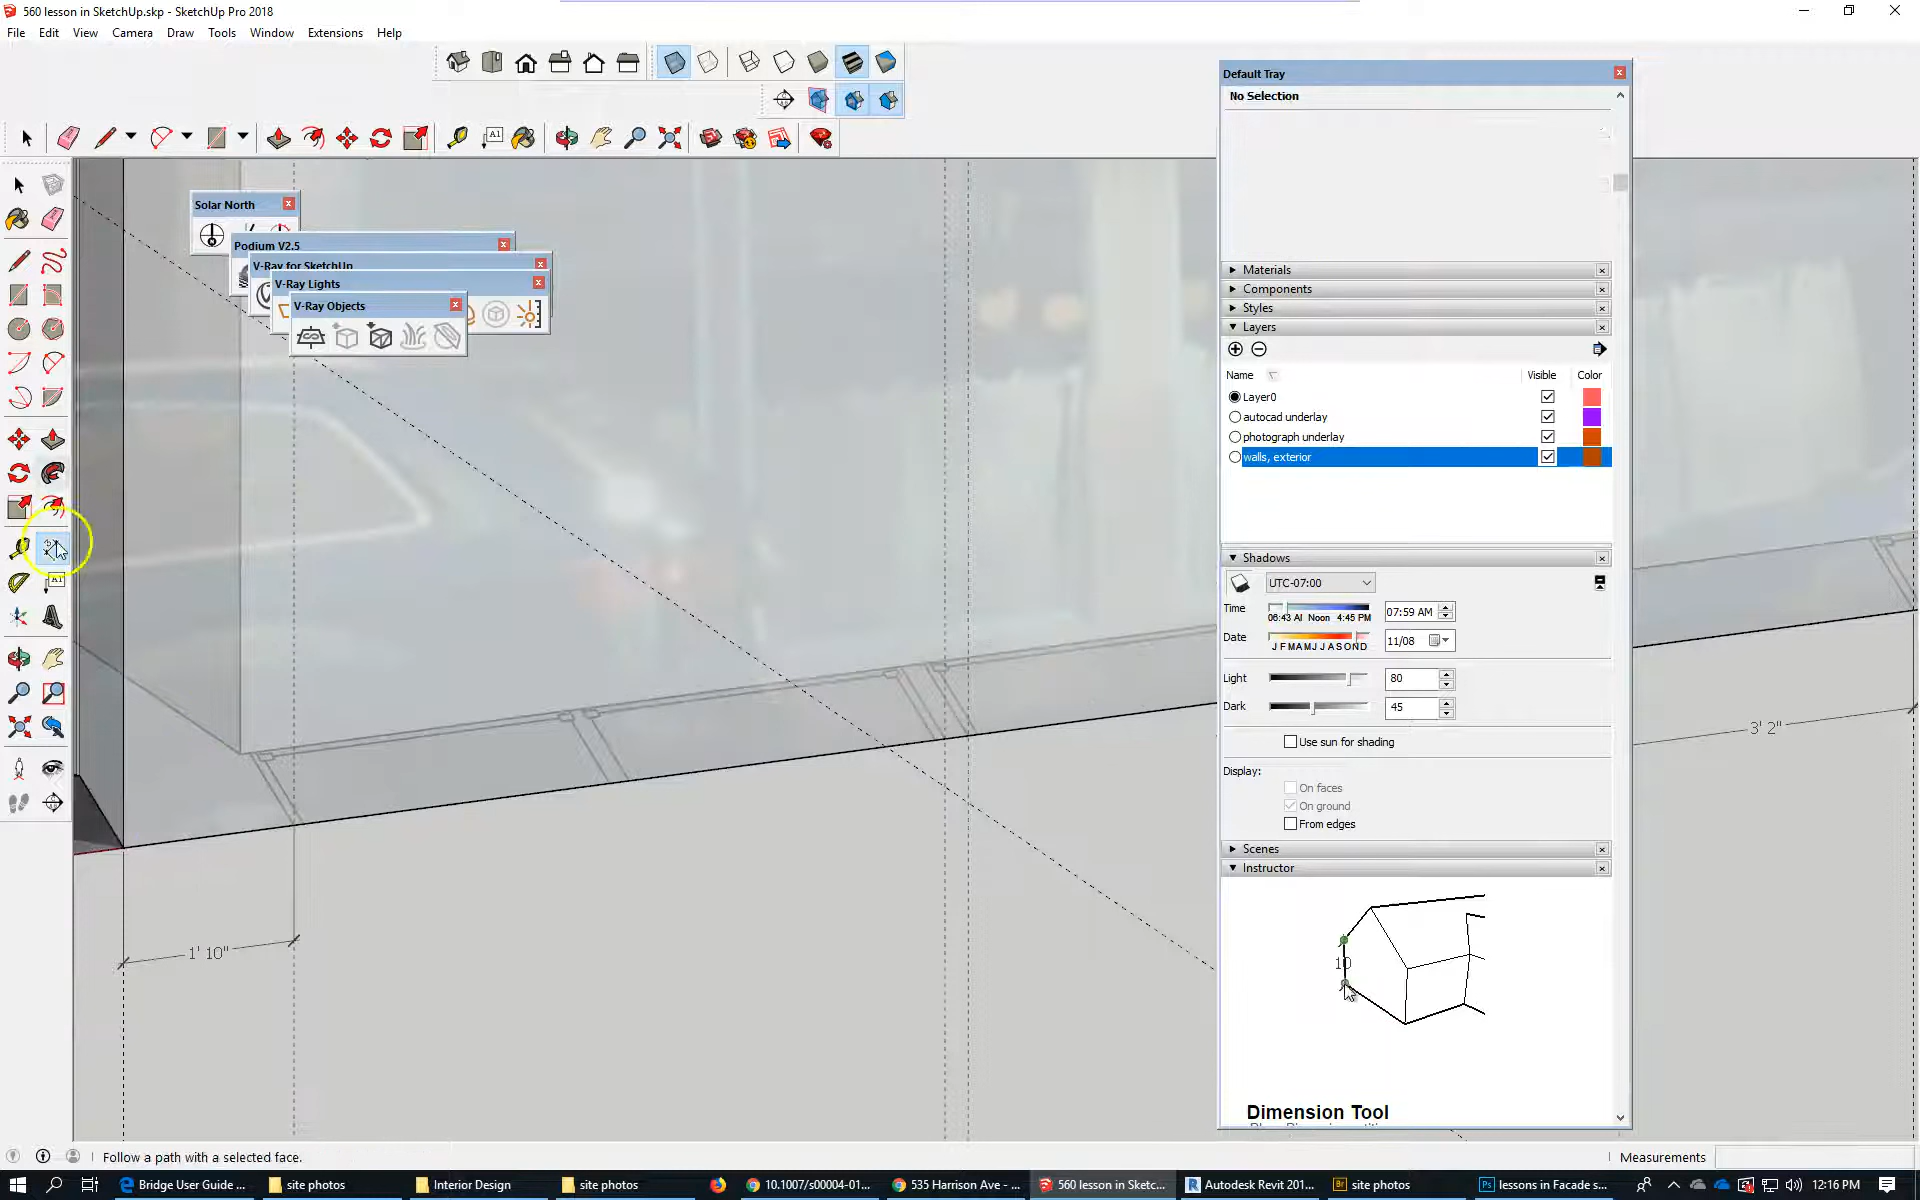 560 lesson in SketchUp.skp - SketchUp Pro 2018
File Edit View Camera Draw Tools Window Extensions Help
Default Tray
No Selection
A1
Solar North
Podium V2.5
V-Ray for SketchUp
V-Ray Lights
V-Ray Objects
Materials
Components
Styles
Layers
Name Visible Color
Layer0
autocad underlay
photograph underlay
walls, exterior
A1
Shadows
UTC-07:00
Time 06:43 AM Noon 4:45 PM 07:59 AM
Date J F M A M J J A S O N D 11/08
Light 80
Dark 45
3' 2"
Use sun for shading
Display:
On faces
On ground
From edges
Scenes
Instructor
1' 10"
10
Dimension Tool
Follow a path with a selected face.
Measurements
Bridge User Guide ... site photos Interior Design site photos 10.1007/s00004-01... 535 Harrison Ave - ... 560 lesson in Sketc... Autodesk Revit 201... site photos lessons in Facade s... 12:16 PM